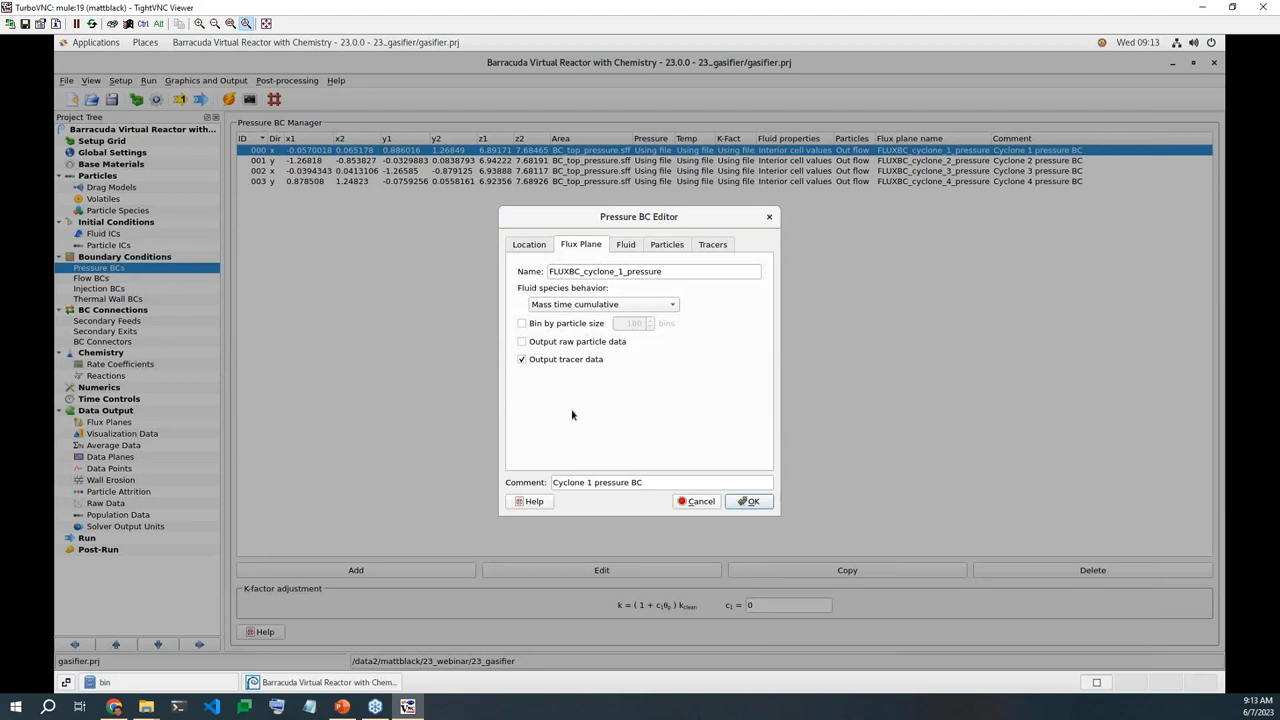 TurboVNC: mule:19 (mattblack) - TightVNC Viewer
Ctrl Alt
Applications Places Barracuda Virtual Reactor with Chemistry - 23.0.0 - 23_gasifier/gasifier.prj Wed 09:13
Barracuda Virtual Reactor with Chemistry - 23.0.0 - 23_gasifier/gasifier.prj
File View Setup Run Graphics and Output Post-processing Help
Project Tree
Barracuda Virtual Reactor with...
Setup Grid
Global Settings
Base Materials
Particles
Drag Models
Volatiles
Particle Species
Initial Conditions
Fluid ICs
Particle ICs
Boundary Conditions
Pressure BCs
Flow BCs
Injection BCs
Thermal Wall BCs
BC Connections
Secondary Feeds
Secondary Exits
BC Connectors
Chemistry
Rate Coefficients
Reactions
Numerics
Time Controls
Data Output
Flux Planes
Visualization Data
Average Data
Data Planes
Data Points
Wall Erosion
Particle Attrition
Raw Data
Population Data
Solver Output Units
Run
Post-Run
Pressure BC Manager
ID Dir x1 x2 y1 y2 z1 z2 Area Pressure Temp K-Fact Fluid properties Particles Flux plane name Comment
000 x -0.0570018 0.065178 0.886016 1.26849 6.89171 7.68465 BC_top_pressure.sff Using file Using file Using file Interior cell values Out flow FLUXBC_cyclone_1_pressure Cyclone 1 pressure BC
001 y -1.26818 -0.853827 -0.0329883 0.0838793 6.94222 7.68191 BC_top_pressure.sff Using file Using file Using file Interior cell values Out flow FLUXBC_cyclone_2_pressure Cyclone 2 pressure BC
002 x -0.0394343 0.0413106 -1.26585 -0.879125 6.93888 7.68117 BC_top_pressure.sff Using file Using file Using file Interior cell values Out flow FLUXBC_cyclone_3_pressure Cyclone 3 pressure BC
003 y 0.878508 1.24823 -0.0759256 0.0558161 6.92356 7.68926 BC_top_pressure.sff Using file Using file Using file Interior cell values Out flow FLUXBC_cyclone_4_pressure Cyclone 4 pressure BC
Pressure BC Editor
Location Flux Plane Fluid Particles Tracers
Name: FLUXBC_cyclone_1_pressure
Fluid species behavior:
Mass time cumulative
Bin by particle size 100 bins
Output raw particle data
Output tracer data
Comment: Cyclone 1 pressure BC
Help Cancel OK
Add Edit Copy Delete
K-factor adjustment
k = ( 1 + c₁θₚ ) k_clean c₁ = 0
Help
gasifier.prj /data2/mattblack/23_webinar/23_gasifier
bin Barracuda Virtual Reactor with Chem...
9:13 AM
6/7/2023